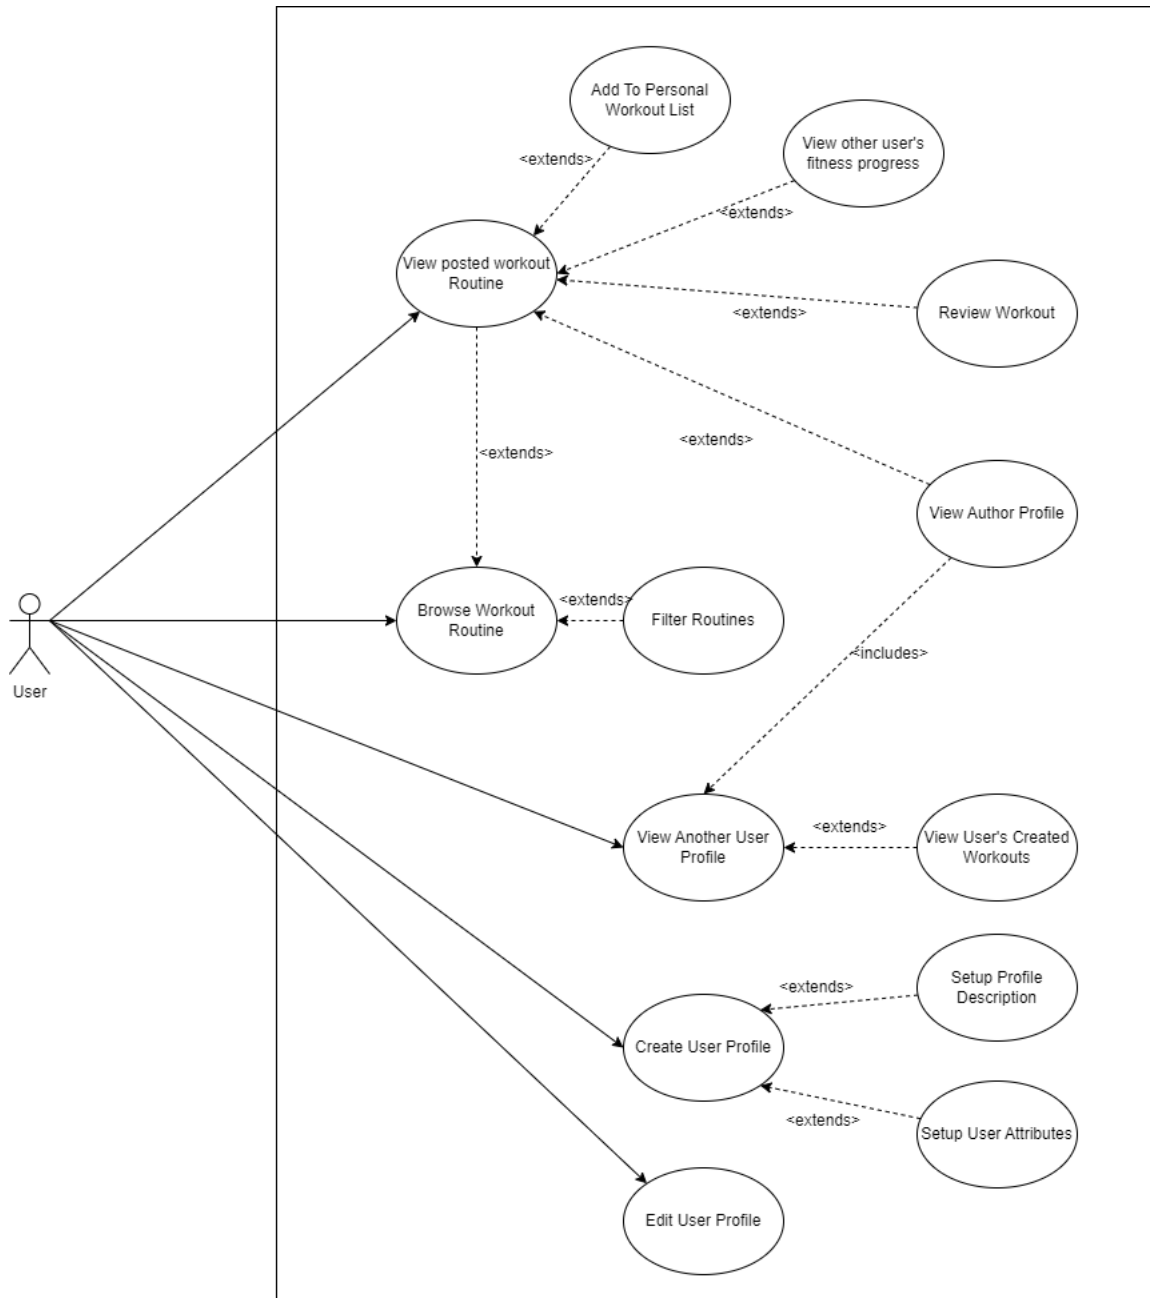 Add To Personal
Workout List
View other user's
fitness progress
<extends>
<extends>
View posted workout
Routine
<extends>
Review Workout
<extends>
<extends>
View Author Profile
<extends>
Browse Workout
Routine
Filter Routines
<includes>
User
<extends>
View Another User
Profile
View User's Created
Workouts
<extends>
Setup Profile
Description
Create User Profile
<extends>
Setup User Attributes
Edit User Profile